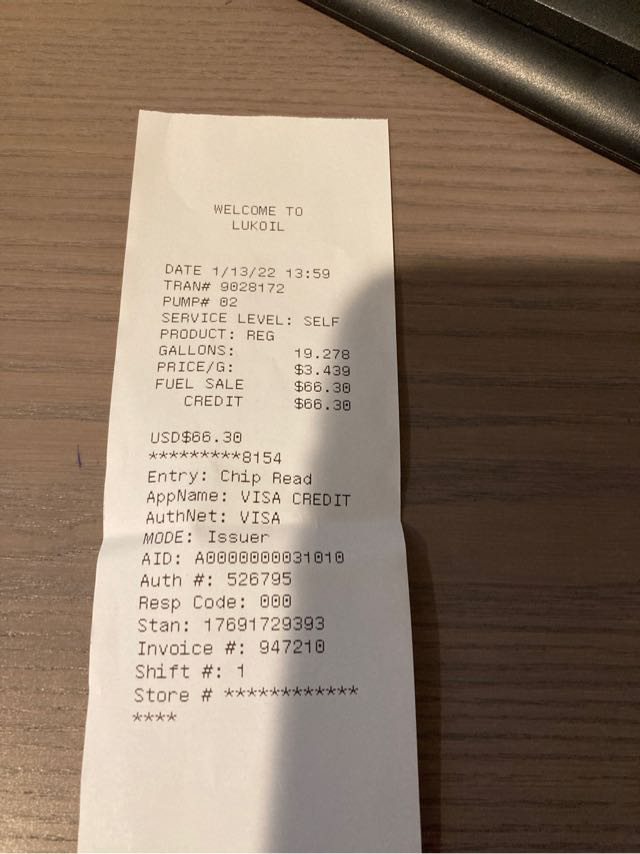 WELCOME TO
LUKOIL
DATE 1/13/22 13:59
TRAN# 9028172
PUMP# 02
SERVICE LEVEL: SELF
PRODUCT: REG
GALLONS: 19.278
PRICE/G: $3.439
FUEL SALE $66.30
CREDIT $66.30
USD$66.30
*********8154
Entry: Chip Read
AppName: VISA CREDIT
AuthNet: VISA
MODE: Issuer
AID: A0000000031010
Auth #: 526795
Resp Code: 000
Stan: 17691729393
Invoice #: 947210
Shift #: 1
Store # ************
****